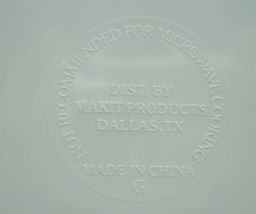 NOT RECOMMENDED FOR MICROWAVE COOKING
DIST. BY
MAKIT PRODUCTS
DALLAS,TX
MADE IN CHINA
G